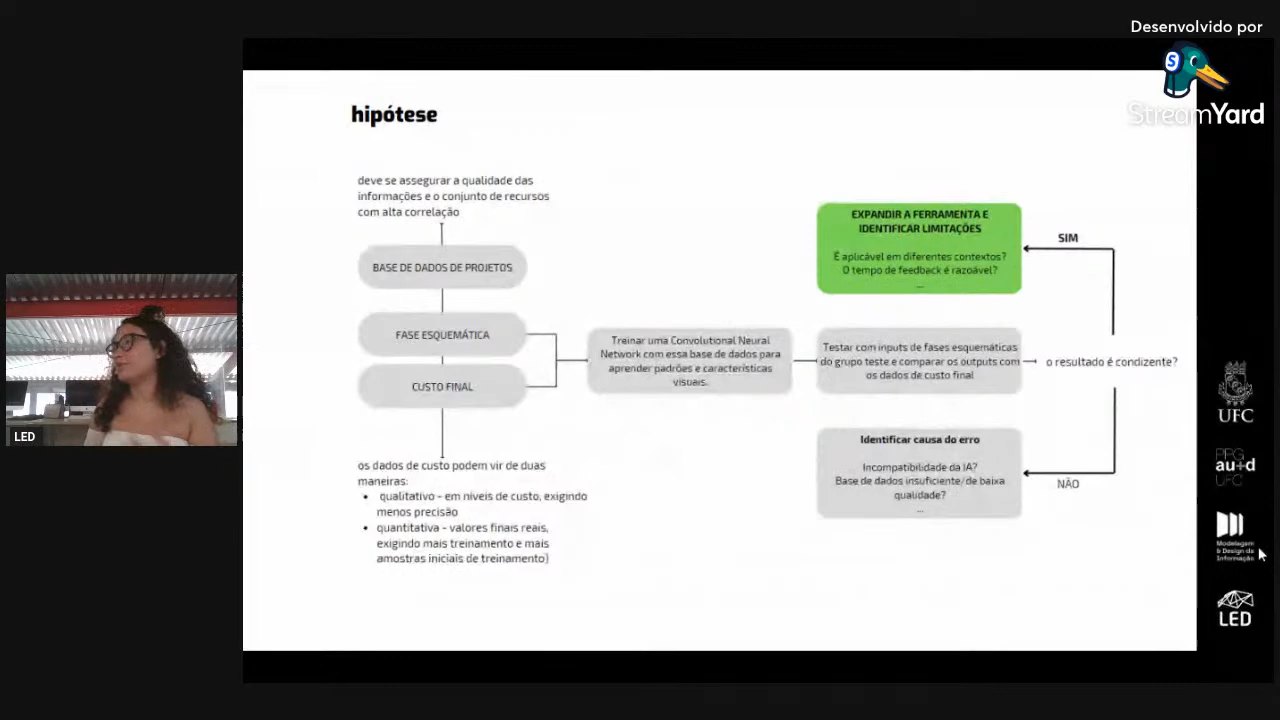 Desenvolvido por
StreamYard
hipótese
deve se assegurar a qualidade das
informações e o conjunto de recursos
com alta correlação
BASE DE DADOS DE PROJETOS
FASE ESQUEMÁTICA
CUSTO FINAL
os dados de custo podem vir de duas
maneiras:
• qualitativo - em níveis de custo, exigindo
menos precisão
• quantitativa - valores finais reais,
exigindo mais treinamento e mais
amostras iniciais de treinamento)
Treinar uma Convolutional Neural
Network com essa base de dados para
aprender padrões e características
visuais.
Testar com inputs de fases esquemáticas
do grupo teste e comparar os outputs com
os dados de custo final
o resultado é condizente?
SIM
EXPANDIR A FERRAMENTA E
IDENTIFICAR LIMITAÇÕES
É aplicável em diferentes contextos?
O tempo de feedback é razoável?
...
NÃO
Identificar causa do erro
Incompatibilidade da IA?
Base de dados insuficiente/de baixa
qualidade?
...
LED
UFC
PPG
au+d
UFC
Modelagem
& Design da
Informação
LED